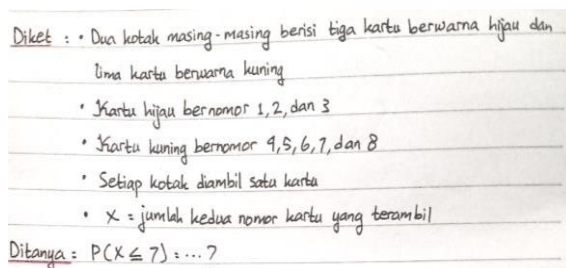 Diket : • Dua kotak masing-masing berisi tiga kartu berwarna hijau dan
lima kartu berwarna kuning
• Kartu hijau bernomor 1, 2, dan 3
• Kartu kuning bernomor 4, 5, 6, 7, dan 8
• Setiap kotak diambil satu kartu
• X = jumlah kedua nomor kartu yang terambil
Ditanya : P(X ≤ 7) = ... ?